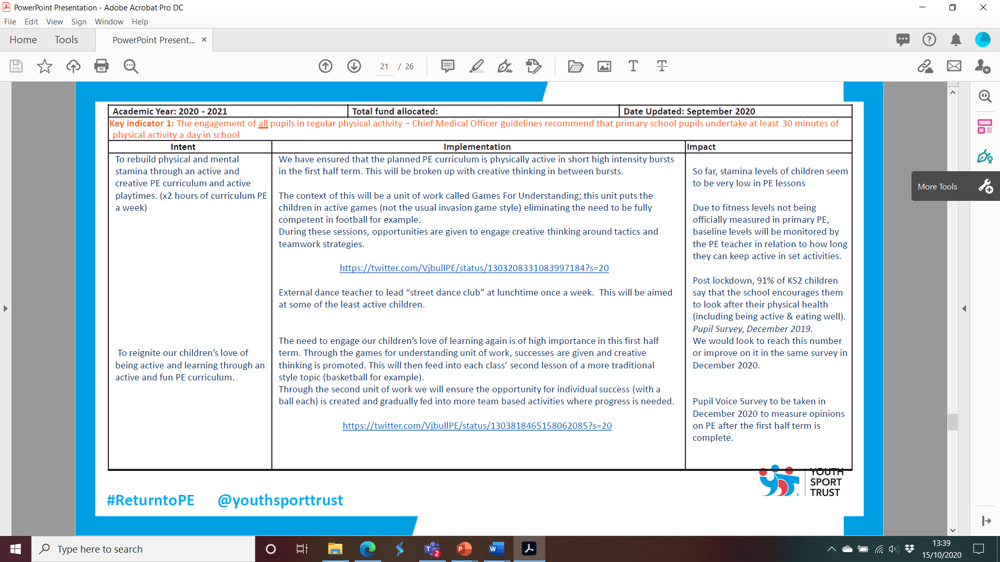 PowerPoint Presentation - Adobe Acrobat Pro DC
File Edit View Sign Window Help
Home Tools PowerPoint Present... ×
21 / 26
Academic Year: 2020 - 2021 Total fund allocated: Date Updated: September 2020
Key indicator 1: The engagement of all pupils in regular physical activity – Chief Medical Officer guidelines recommend that primary school pupils undertake at least 30 minutes of
physical activity a day in school
Intent Implementation Impact
To rebuild physical and mental
stamina through an active and
creative PE curriculum and active
playtimes. (x2 hours of curriculum PE
a week)
To reignite our children’s love of
being active and learning through an
active and fun PE curriculum.
We have ensured that the planned PE curriculum is physically active in short high intensity bursts
in the first half term. This will be broken up with creative thinking in between bursts.
The context of this will be a unit of work called Games For Understanding; this unit puts the
children in active games (not the usual invasion game style) eliminating the need to be fully
competent in football for example.
During these sessions, opportunities are given to engage creative thinking around tactics and
teamwork strategies.
https://twitter.com/VjbullPE/status/1303208331083997184?s=20
External dance teacher to lead “street dance club” at lunchtime once a week. This will be aimed
at some of the least active children.
The need to engage our children’s love of learning again is of high importance in this first half
term. Through the games for understanding unit of work, successes are given and creative
thinking is promoted. This will then feed into each class’ second lesson of a more traditional
style topic (basketball for example).
Through the second unit of work we will ensure the opportunity for individual success (with a
ball each) is created and gradually fed into more team based activities where progress is needed.
https://twitter.com/VjbullPE/status/1303818465158062085?s=20
So far, stamina levels of children seem
to be very low in PE lessons
Due to fitness levels not being
officially measured in primary PE,
baseline levels will be monitored by
the PE teacher in relation to how long
they can keep active in set activities.
Post lockdown, 91% of KS2 children
say that the school encourages them
to look after their physical health
(including being active & eating well).
Pupil Survey, December 2019.
We would look to reach this number
or improve on it in the same survey in
December 2020.
Pupil Voice Survey to be taken in
December 2020 to measure opinions
on PE after the first half term is
complete.
More Tools
YOUTH
SPORT
TRUST
#ReturntoPE @youthsporttrust
Type here to search
2
13:39
15/10/2020